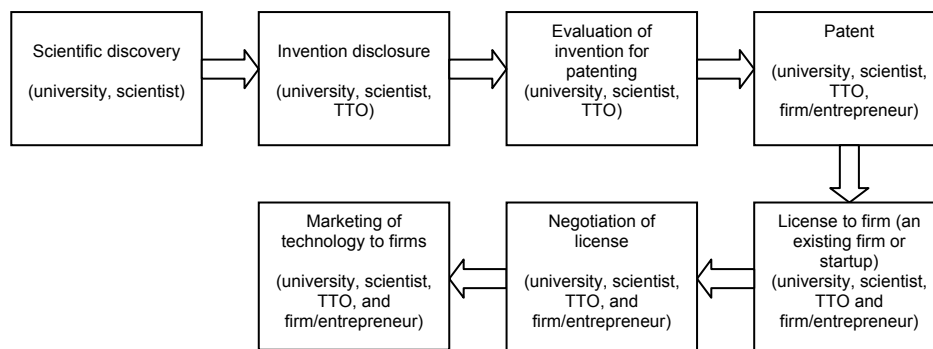 Scientific discovery
(university, scientist)
Invention disclosure
(university, scientist,
TTO)
Evaluation of
invention for
patenting
(university, scientist,
TTO)
Patent
(university, scientist,
TTO,
firm/entrepreneur)
License to firm (an
existing firm or
startup)
(university, scientist,
TTO and
firm/entrepreneur)
Negotiation of
license
(university, scientist,
TTO, and
firm/entrepreneur)
Marketing of
technology to firms
(university, scientist,
TTO, and
firm/entrepreneur)